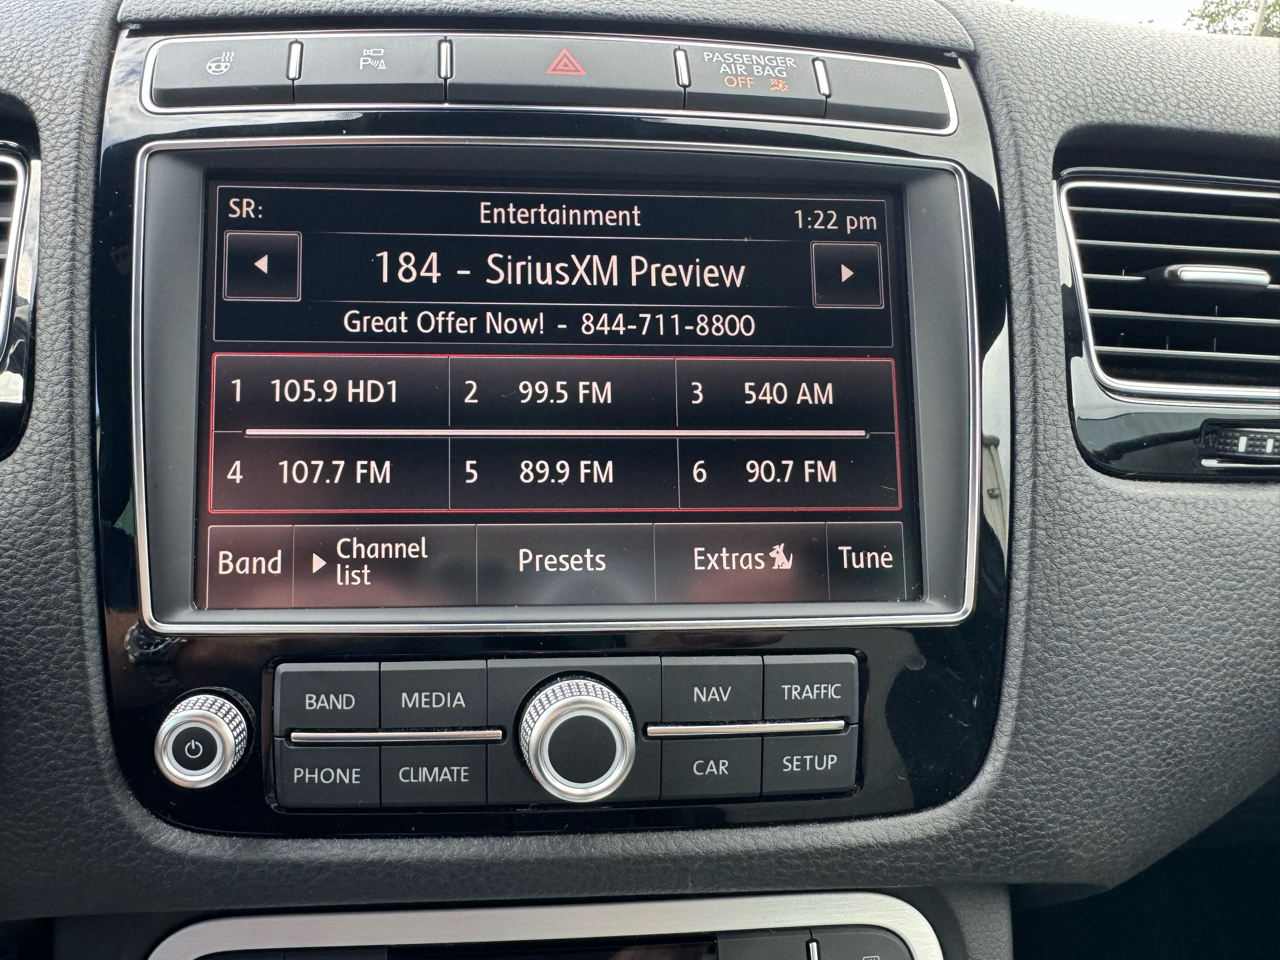 PASSENGER
AIR BAG
OFF
SR: Entertainment 1:22 pm
184 - SiriusXM Preview
Great Offer Now! - 844-711-8800
1 105.9 HD1 2 99.5 FM 3 540 AM
4 107.7 FM 5 89.9 FM 6 90.7 FM
Band Channel list Presets Extras Tune
BAND MEDIA NAV TRAFFIC
PHONE CLIMATE CAR SETUP